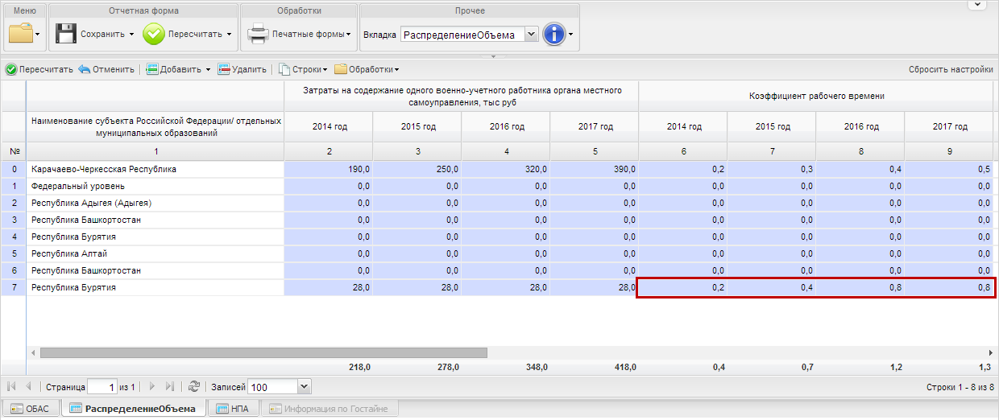 Меню Отчетная форма Обработки Прочее
Сохранить Пересчитать Печатные формы Вкладка РаспределениеОбъема
Пересчитать Отменить Добавить Удалить Строки Обработки Сбросить настройки
Затраты на содержание одного военно-учетного работника органа местного
самоуправления, тыс руб
Коэффициент рабочего времени
Наименование субъекта Российской Федерации/ отдельных
муниципальных образований
2014 год 2015 год 2016 год 2017 год 2014 год 2015 год 2016 год 2017 год
№ 1 2 3 4 5 6 7 8 9
0 Карачаево-Черкесская Республика 190,0 250,0 320,0 390,0 0,2 0,3 0,4 0,5
1 Федеральный уровень 0,0 0,0 0,0 0,0 0,0 0,0 0,0 0,0
2 Республика Адыгея (Адыгея) 0,0 0,0 0,0 0,0 0,0 0,0 0,0 0,0
3 Республика Башкортостан 0,0 0,0 0,0 0,0 0,0 0,0 0,0 0,0
4 Республика Бурятия 0,0 0,0 0,0 0,0 0,0 0,0 0,0 0,0
5 Республика Алтай 0,0 0,0 0,0 0,0 0,0 0,0 0,0 0,0
6 Республика Башкортостан 0,0 0,0 0,0 0,0 0,0 0,0 0,0 0,0
7 Республика Бурятия 28,0 28,0 28,0 28,0 0,2 0,4 0,8 0,8
218,0 278,0 348,0 418,0 0,4 0,7 1,2 1,3
Страница 1 из 1 Записей 100 Строки 1 - 8 из 8
ОБАС РаспределениеОбъема НПА Информация по Гостайне